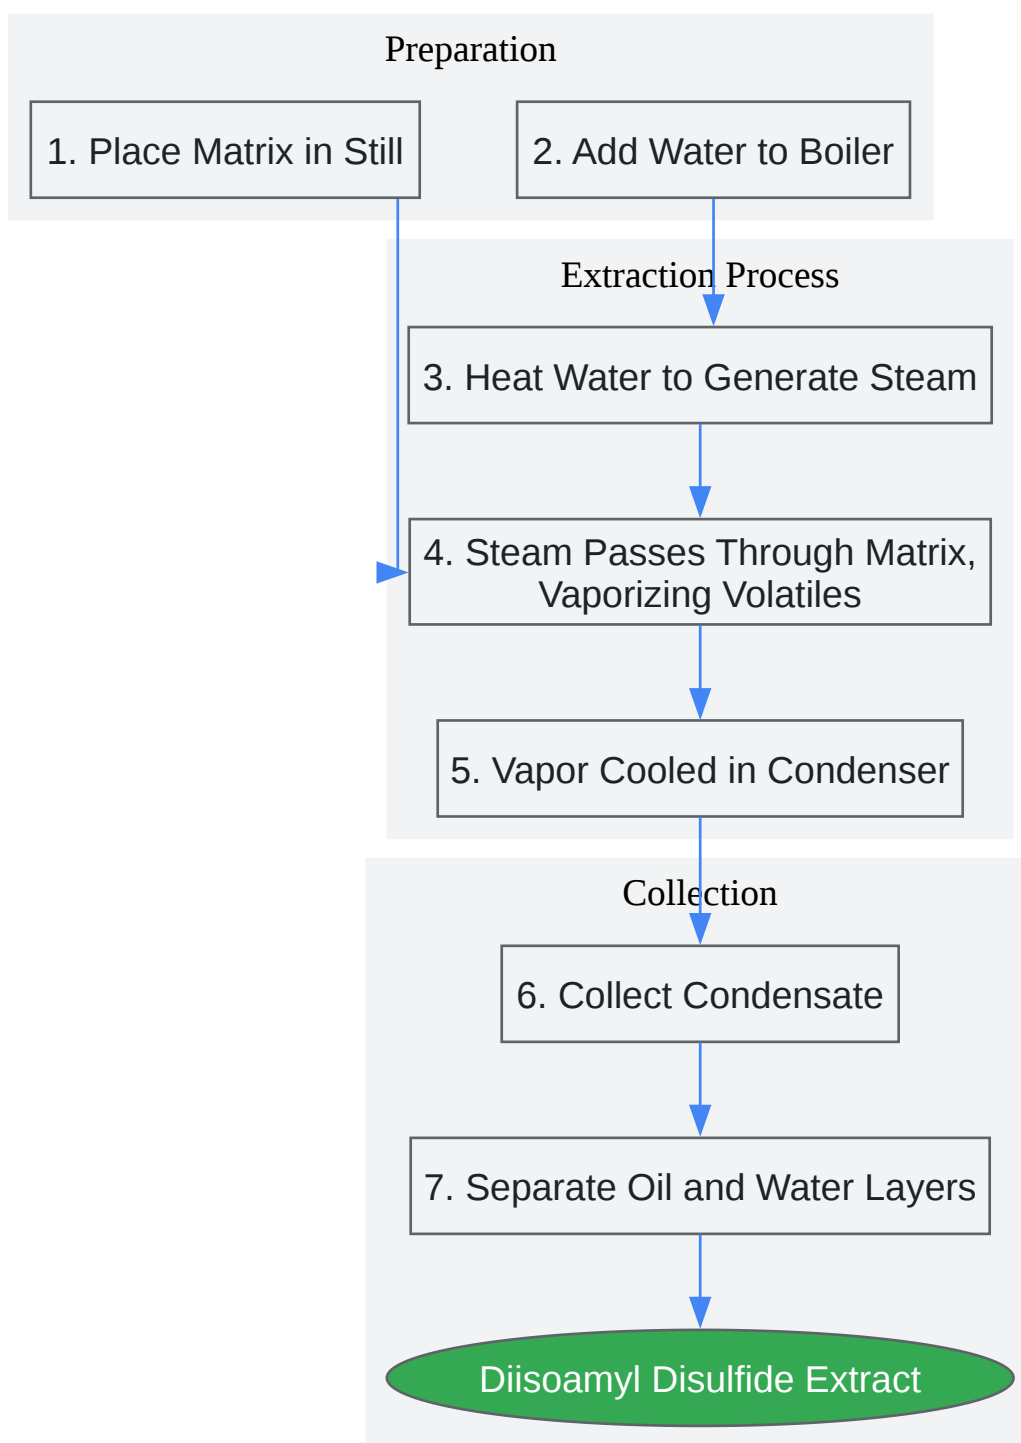 Preparation
1. Place Matrix in Still
2. Add Water to Boiler
Extraction Process
3. Heat Water to Generate Steam
4. Steam Passes Through Matrix,
Vaporizing Volatiles
5. Vapor Cooled in Condenser
Collection
6. Collect Condensate
7. Separate Oil and Water Layers
Diisoamyl Disulfide Extract